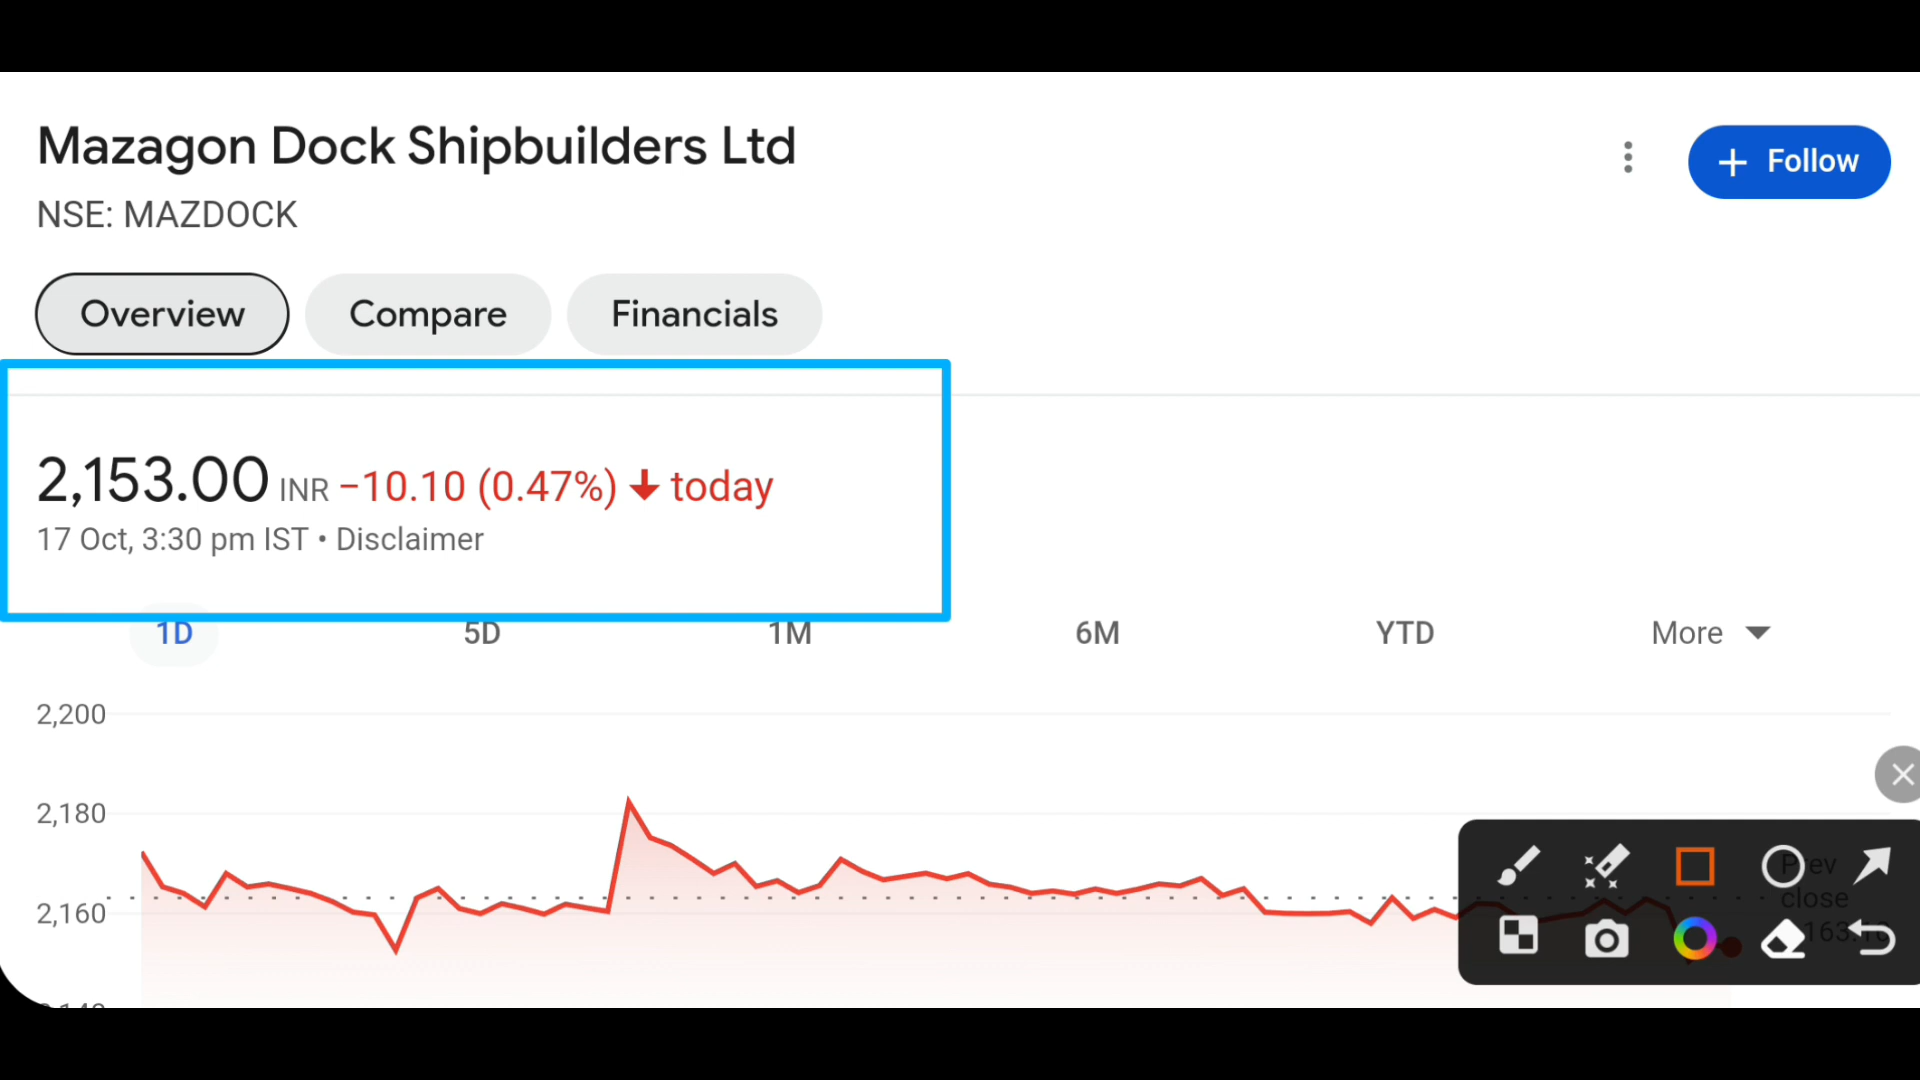 Mazagon Dock Shipbuilders Ltd
+ Follow
NSE: MAZDOCK
Overview
Compare
Financials
2,153.00 INR −10.10 (0.47%) ↓ today
17 Oct, 3:30 pm IST • Disclaimer
1D
5D
1M
6M
YTD
More
2,200
2,180
2,160
Prev
close